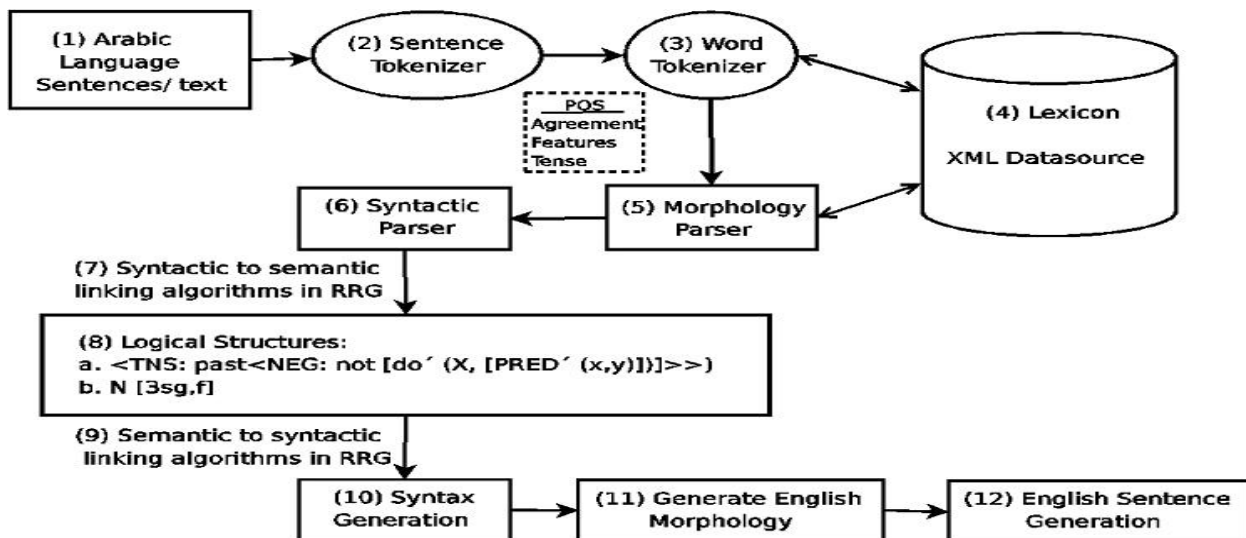 (1) Arabic
Language
Sentences/ text
(2) Sentence
Tokenizer
(3) Word
Tokenizer
(4) Lexicon
XML Datasource
POS
Agreement
Features
Tense
(5) Morphology
Parser
(6) Syntactic
Parser
(7) Syntactic to semantic
linking algorithms in RRG
(8) Logical Structures:
a. <TNS: past<NEG: not [do´ (X, [PRED´ (x,y)])]>>)
b. N [3sg,f]
(9) Semantic to syntactic
linking algorithms in RRG
(10) Syntax
Generation
(11) Generate English
Morphology
(12) English Sentence
Generation